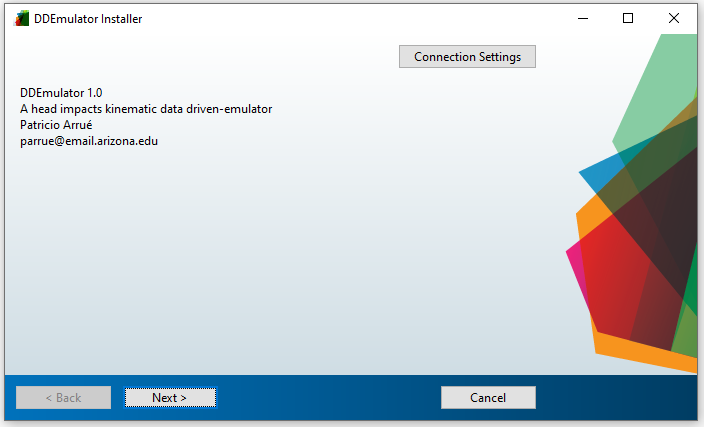 DDEmulator Installer
Connection Settings
DDEmulator 1.0
A head impacts kinematic data driven-emulator
Patricio Arrué
parrue@email.arizona.edu
< Back
Next >
Cancel